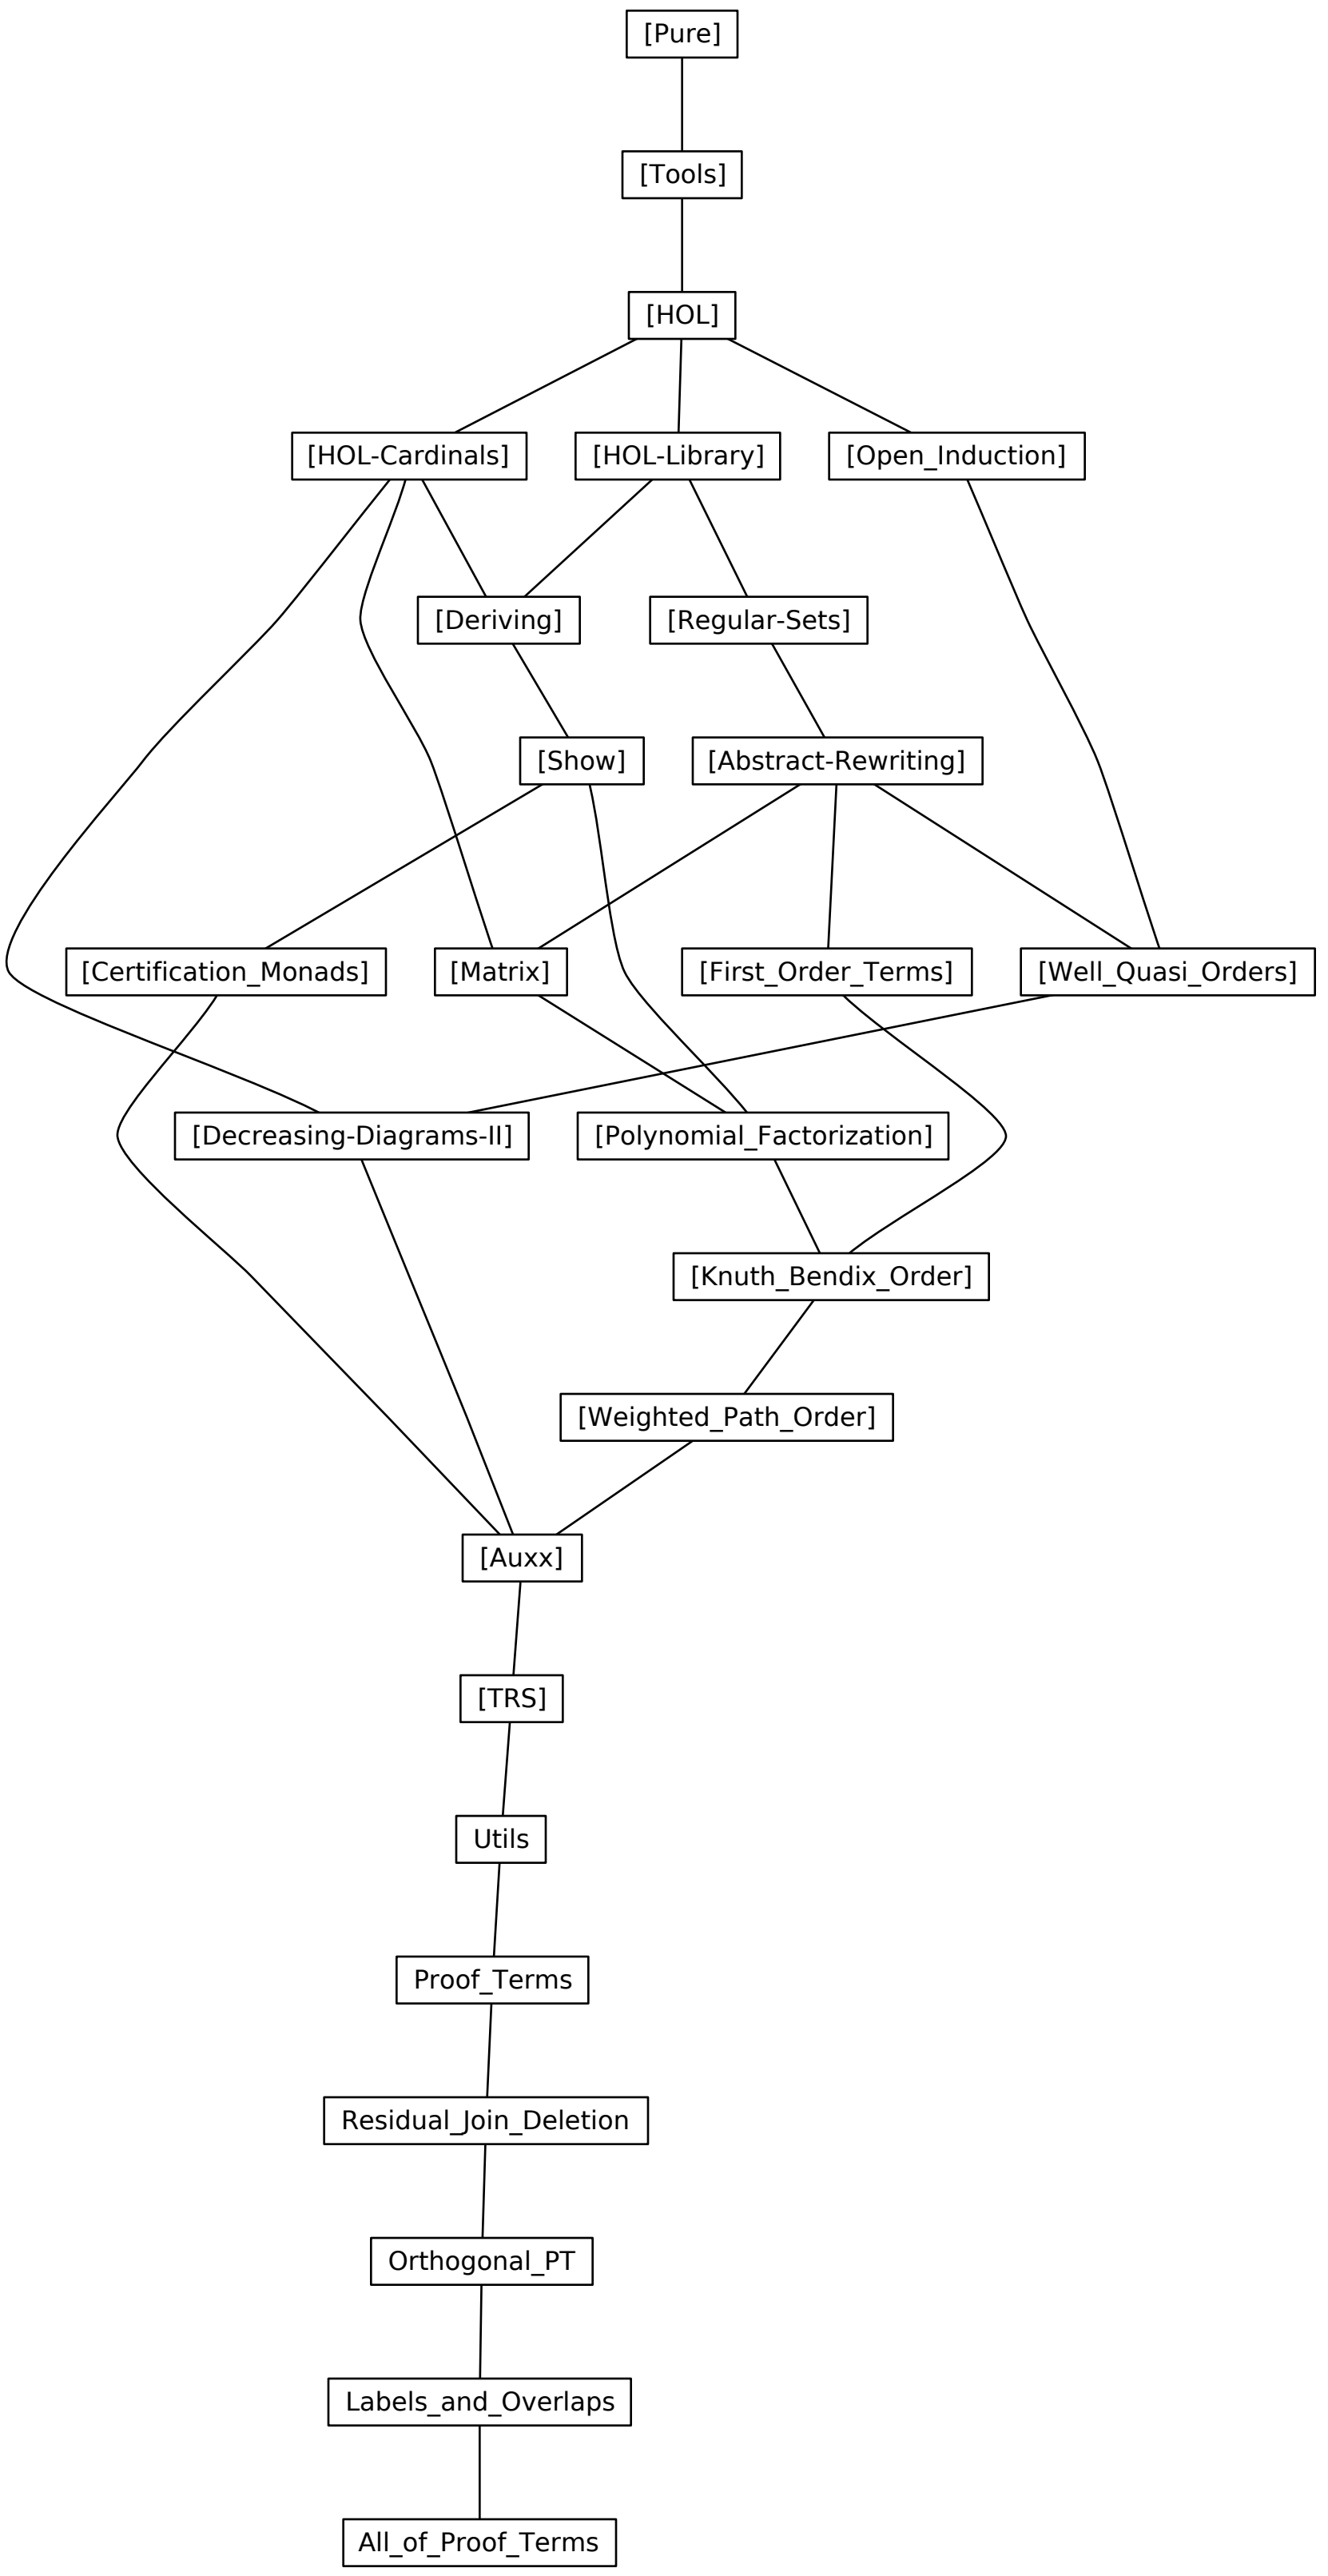 [Pure]
[Tools]
[HOL]
[HOL-Cardinals]
[HOL-Library]
[Open_Induction]
[Deriving]
[Regular-Sets]
[Show]
[Abstract-Rewriting]
[Certification_Monads]
[Matrix]
[First_Order_Terms]
[Well_Quasi_Orders]
[Decreasing-Diagrams-II]
[Polynomial_Factorization]
[Knuth_Bendix_Order]
[Weighted_Path_Order]
[Auxx]
[TRS]
Utils
Proof_Terms
Residual_Join_Deletion
Orthogonal_PT
Labels_and_Overlaps
All_of_Proof_Terms